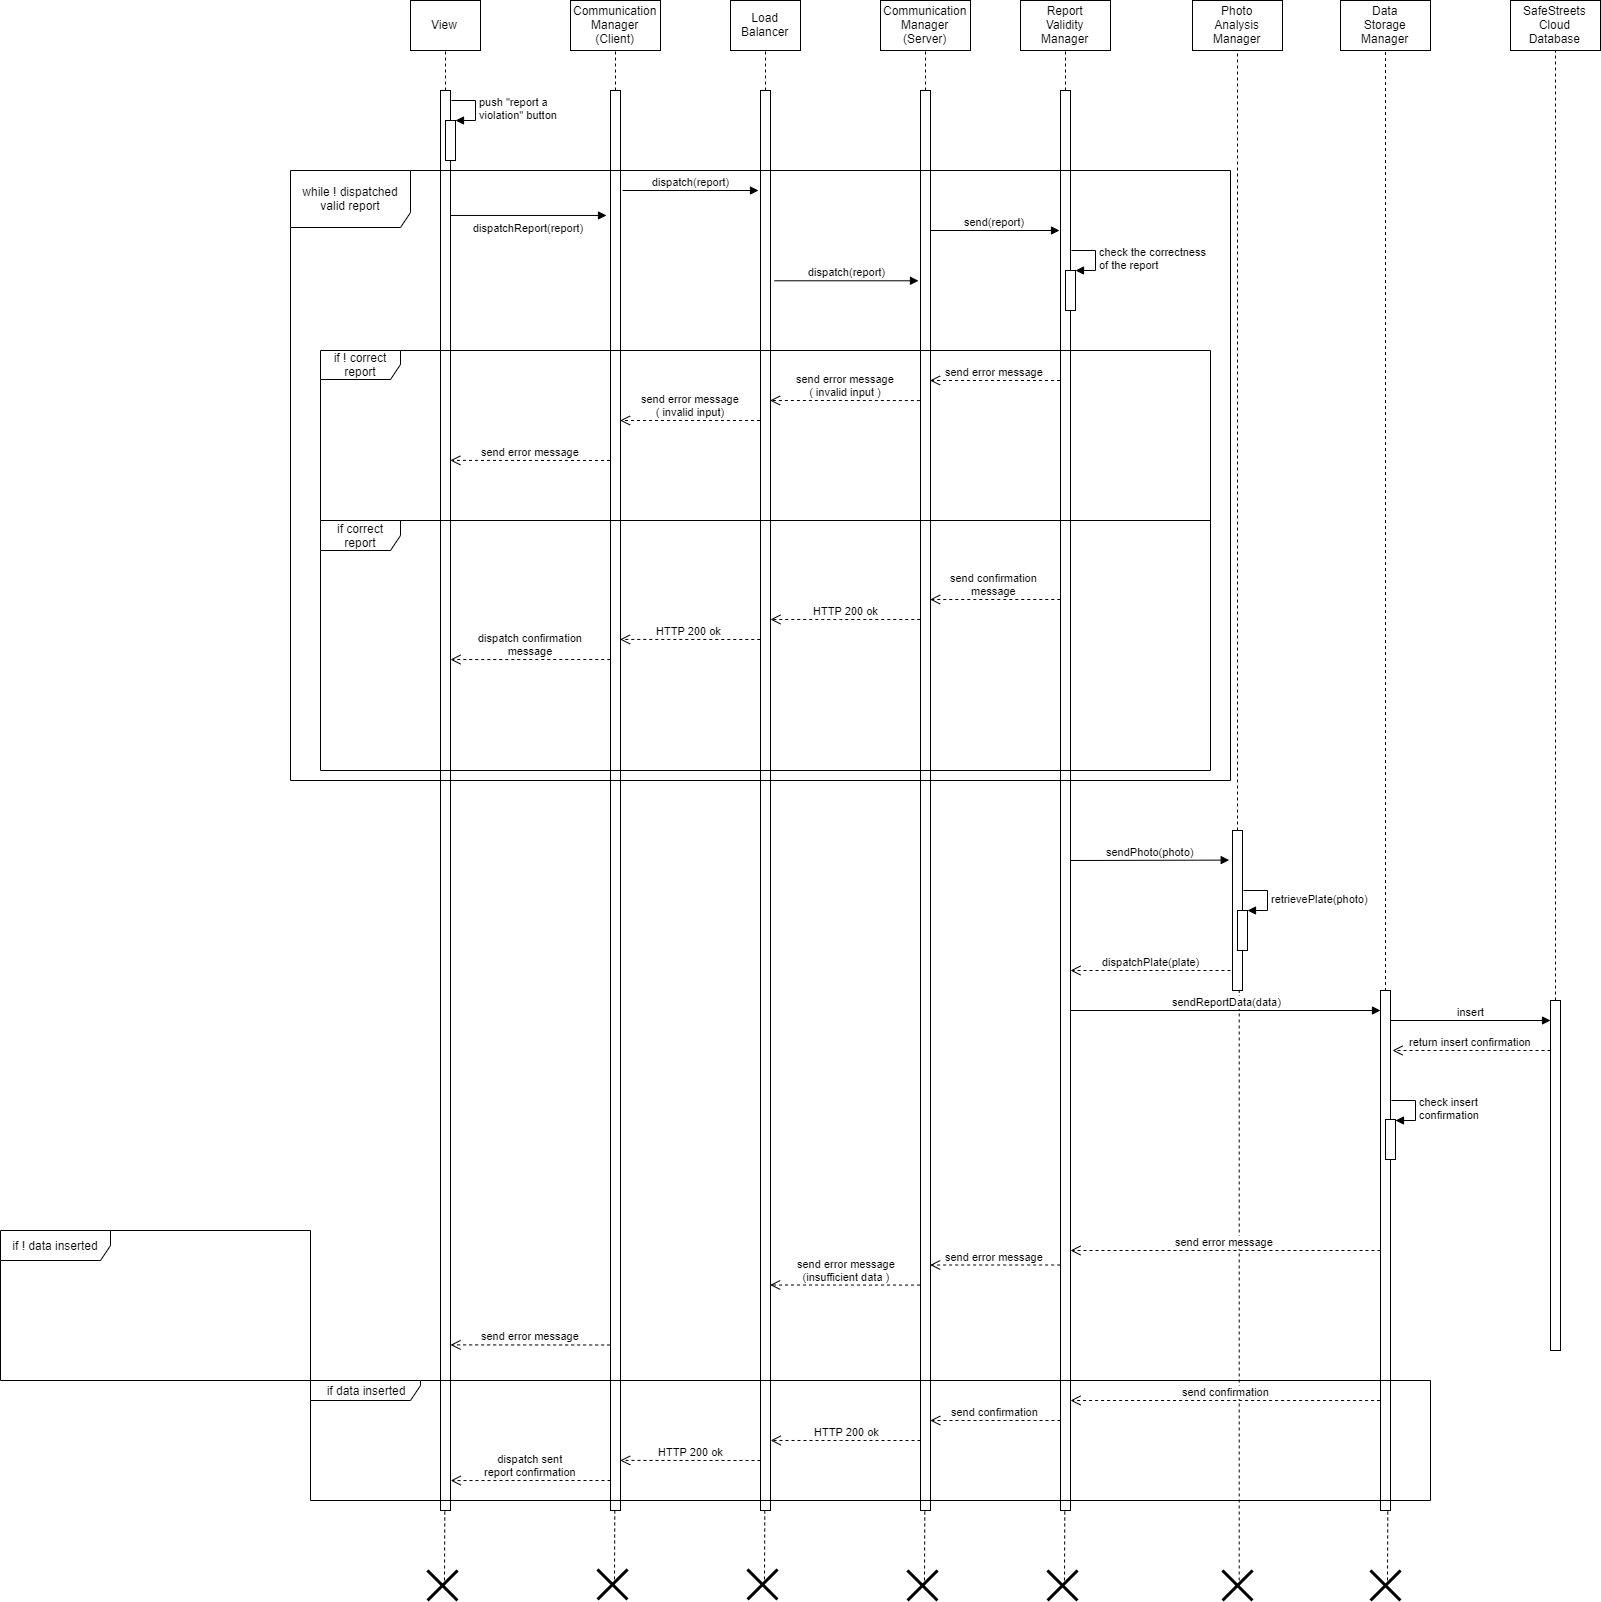 View
Communication
Manager
(Client)
Load
Balancer
Communication
Manager
(Server)
Report
Validity
Manager
Photo
Analysis
Manager
Data
Storage
Manager
SafeStreets
Cloud
Database
push "report a
violation" button
while ! dispatched
valid report
dispatch(report)
dispatchReport(report)
send(report)
check the correctness
of the report
dispatch(report)
if ! correct
report
send error message
send error message
( invalid input )
send error message
( invalid input)
send error message
if correct
report
send confirmation
message
HTTP 200 ok
HTTP 200 ok
dispatch confirmation
message
sendPhoto(photo)
retrievePlate(photo)
dispatchPlate(plate)
sendReportData(data)
insert
return insert confirmation
check insert
confirmation
if ! data inserted
send error message
send error message
send error message
(insufficient data )
send error message
if data inserted
send confirmation
send confirmation
HTTP 200 ok
HTTP 200 ok
dispatch sent
report confirmation